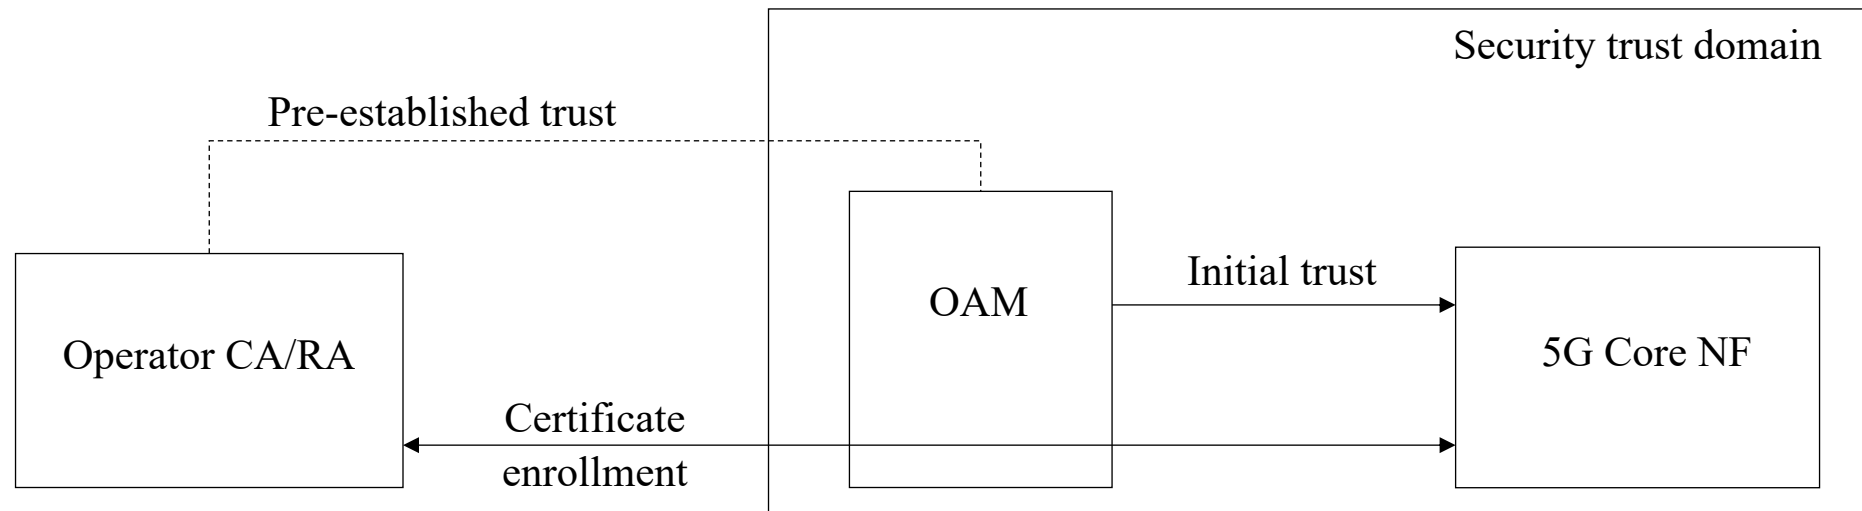 Security trust domain
Pre-established trust
Initial trust
OAM
Operator CA/RA
5G Core NF
Certificate
enrollment